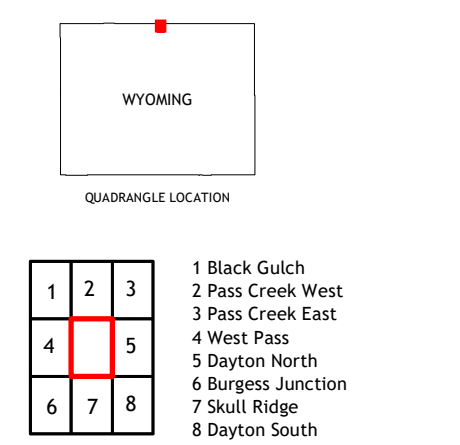 WYOMING
QUADRANGLE LOCATION
1 2 3
4 5
6 7 8
1 Black Gulch
2 Pass Creek West
3 Pass Creek East
4 West Pass
5 Dayton North
6 Burgess Junction
7 Skull Ridge
8 Dayton South